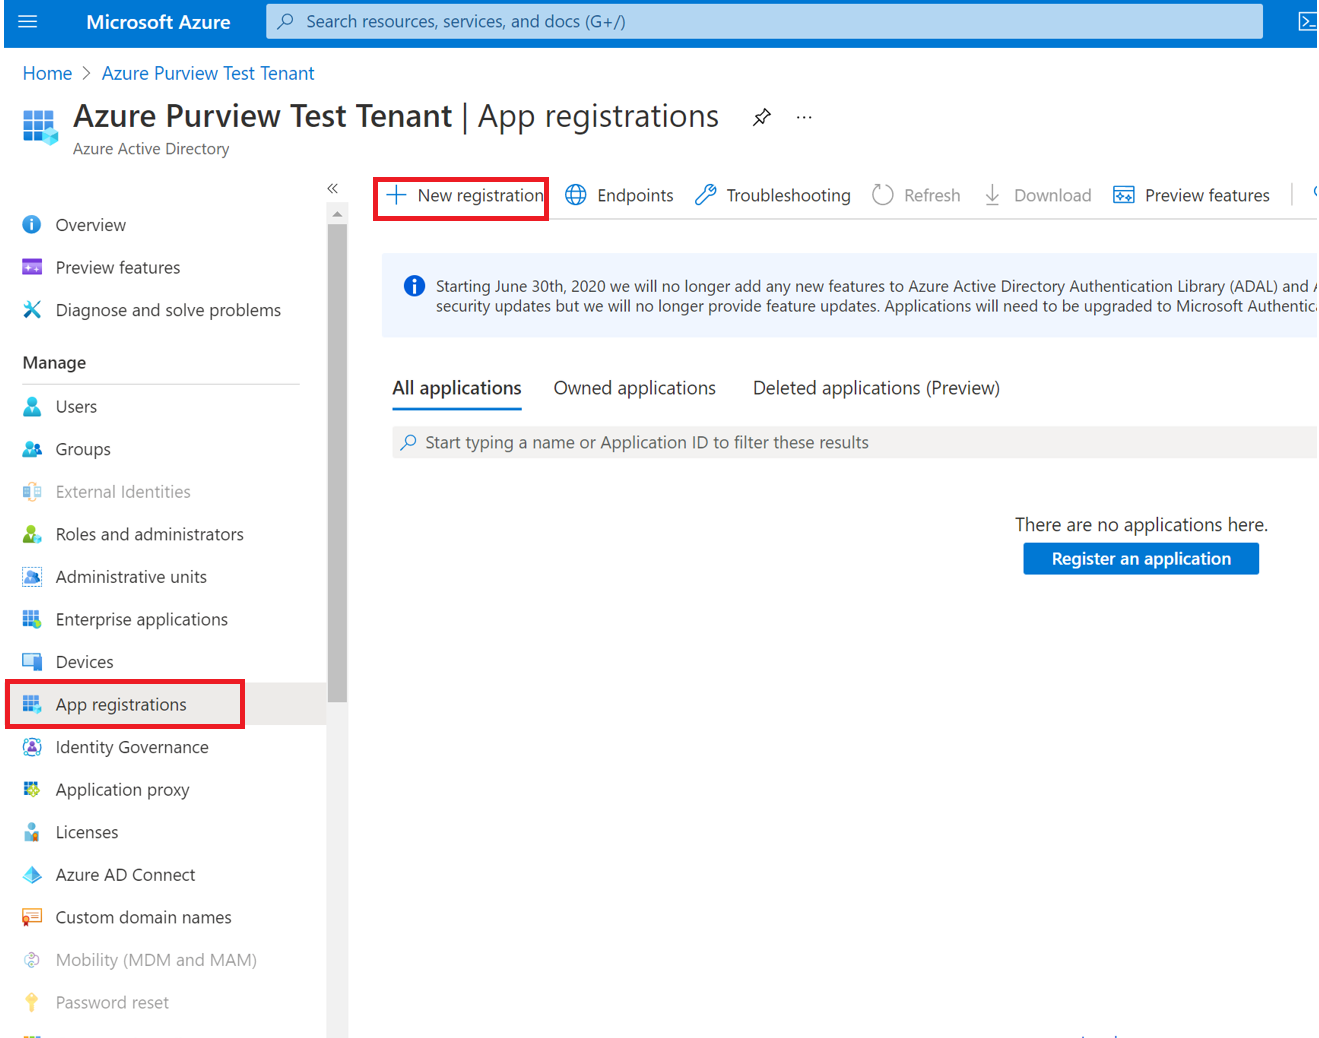 Microsoft Azure
Search resources, services, and docs (G+/)
Home > Azure Purview Test Tenant
Azure Purview Test Tenant | App registrations
Azure Active Directory
Overview
Preview features
Diagnose and solve problems
Manage
Users
Groups
External Identities
Roles and administrators
Administrative units
Enterprise applications
Devices
App registrations
Identity Governance
Application proxy
Licenses
Azure AD Connect
Custom domain names
Mobility (MDM and MAM)
Password reset
New registration Endpoints Troubleshooting Refresh Download Preview features
Starting June 30th, 2020 we will no longer add any new features to Azure Active Directory Authentication Library (ADAL) and
security updates but we will no longer provide feature updates. Applications will need to be upgraded to Microsoft
All applications Owned applications Deleted applications (Preview)
Start typing a name or Application ID to filter these results
There are no applications here.
Register an application